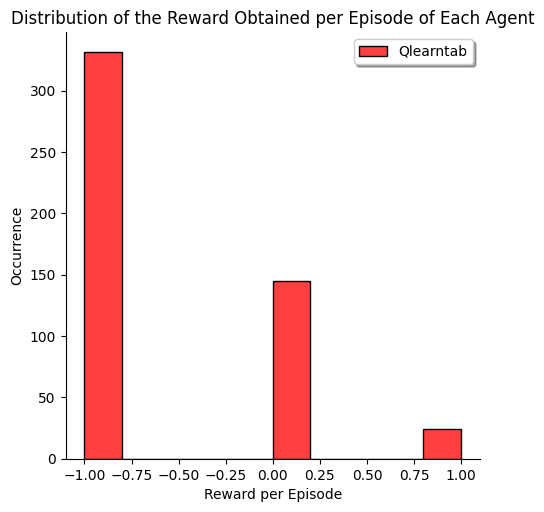 Distribution of the Reward Obtained per Episode of Each Agent
Qlearntab
Occurrence
300
250
200
150
100
50
0
−1.00 −0.75 −0.50 −0.25 0.00 0.25 0.50 0.75 1.00
Reward per Episode